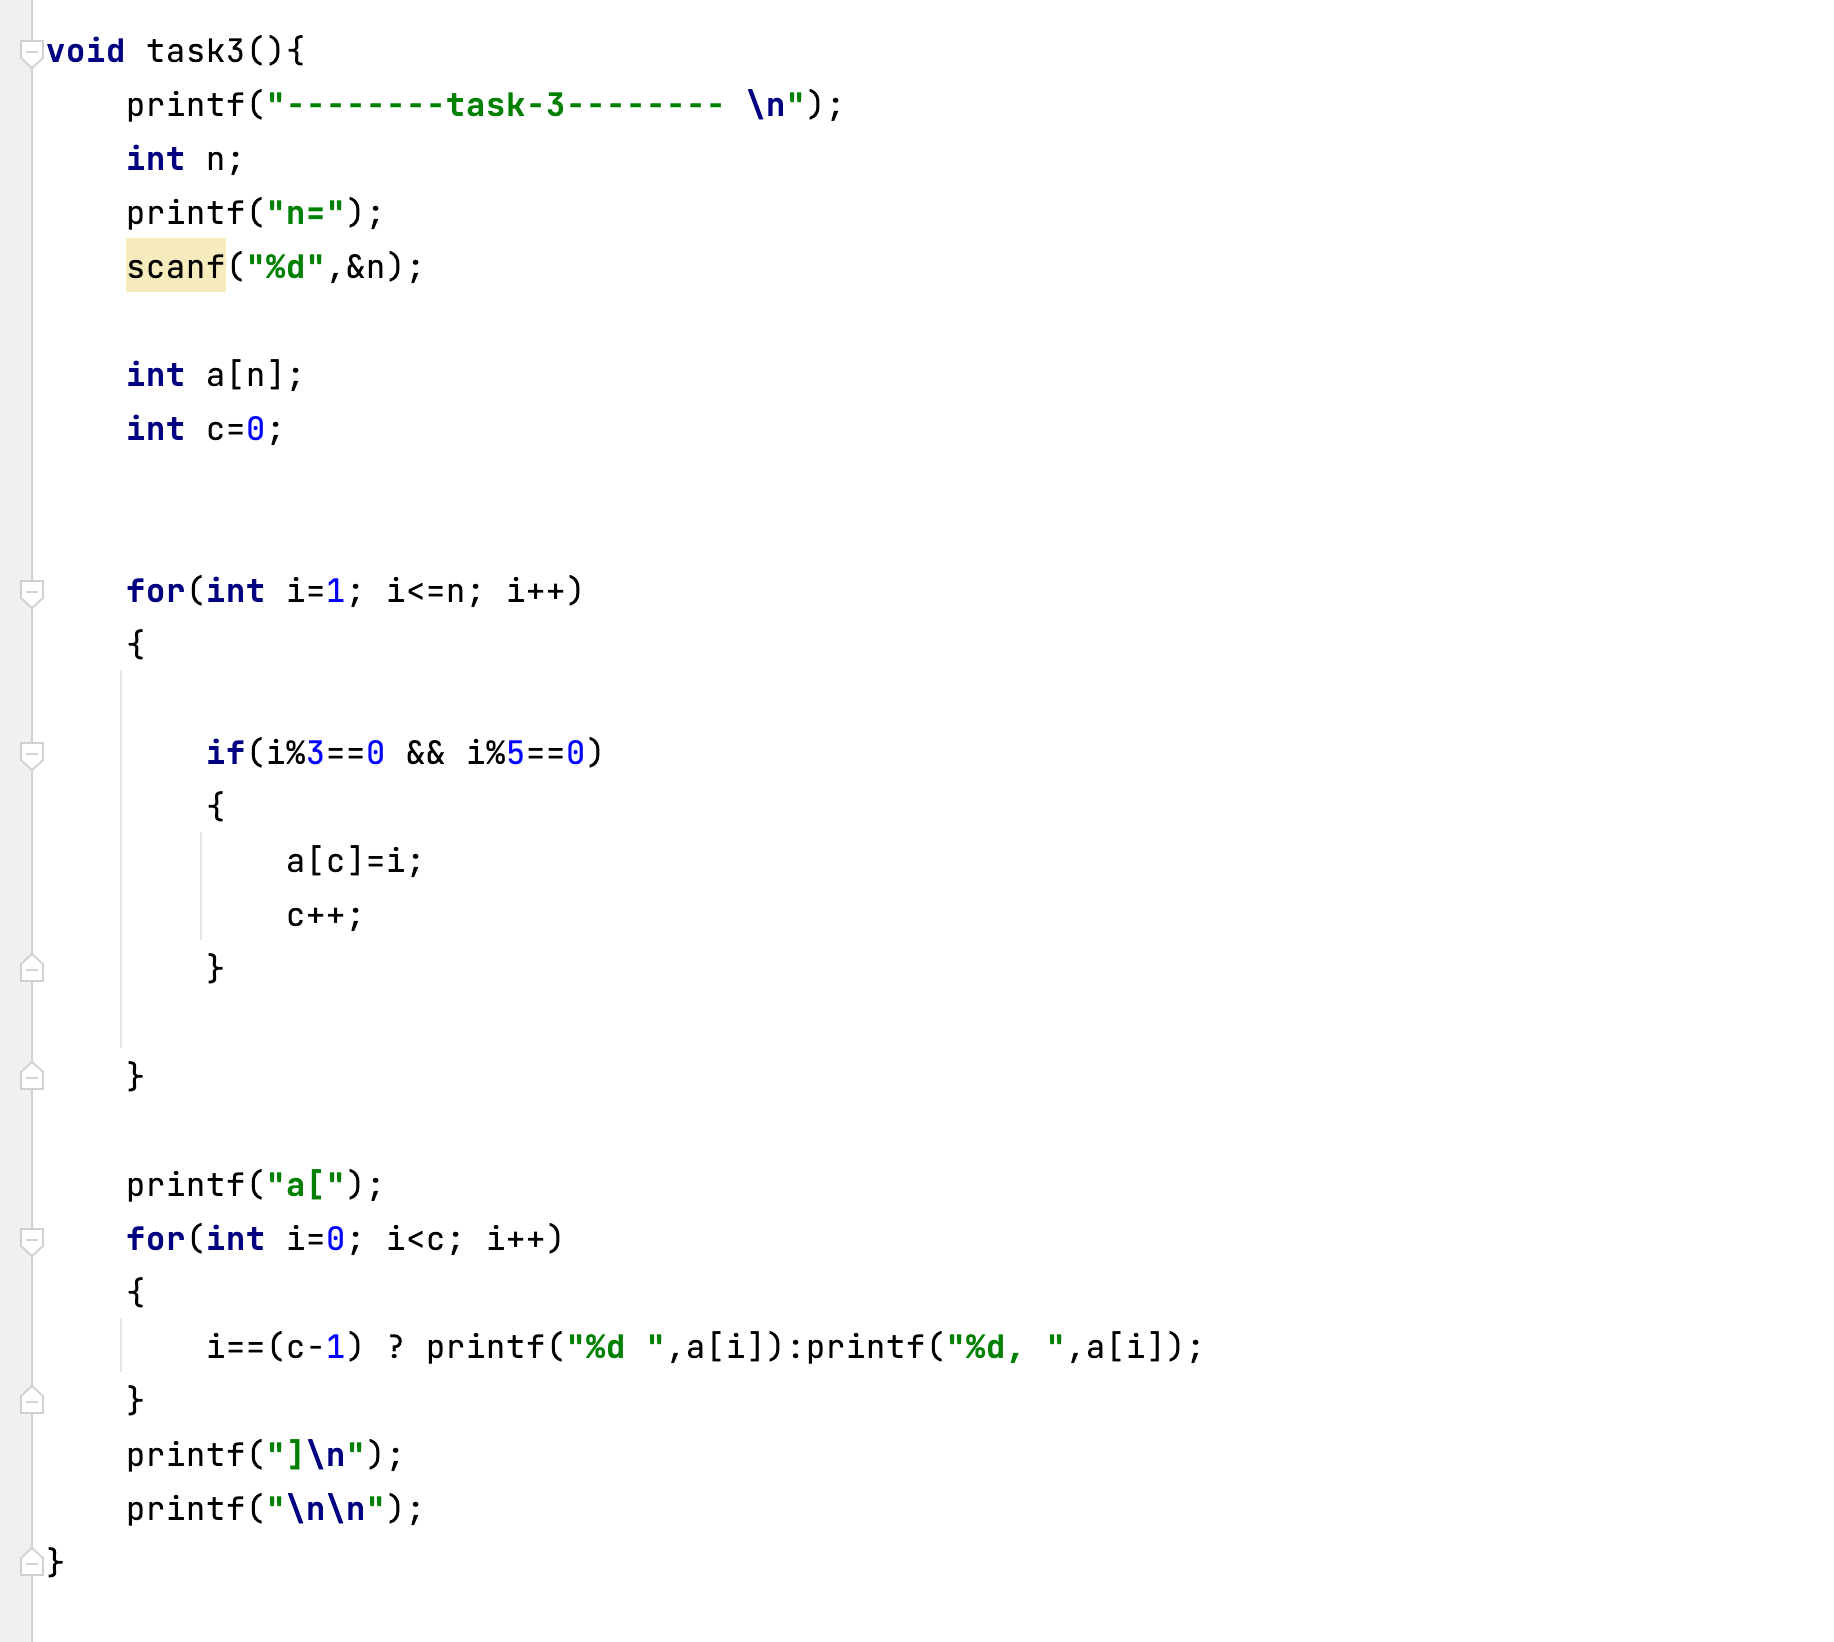 void task3(){
    printf("--------task-3-------- \n");
    int n;
    printf("n=");
    scanf("%d",&n);

    int a[n];
    int c=0;


    for(int i=1; i<=n; i++)
    {

        if(i%3==0 && i%5==0)
        {
            a[c]=i;
            c++;
        }

    }

    printf("a[");
    for(int i=0; i<c; i++)
    {
        i==(c-1) ? printf("%d ",a[i]):printf("%d, ",a[i]);
    }
    printf("]\n");
    printf("\n\n");
}